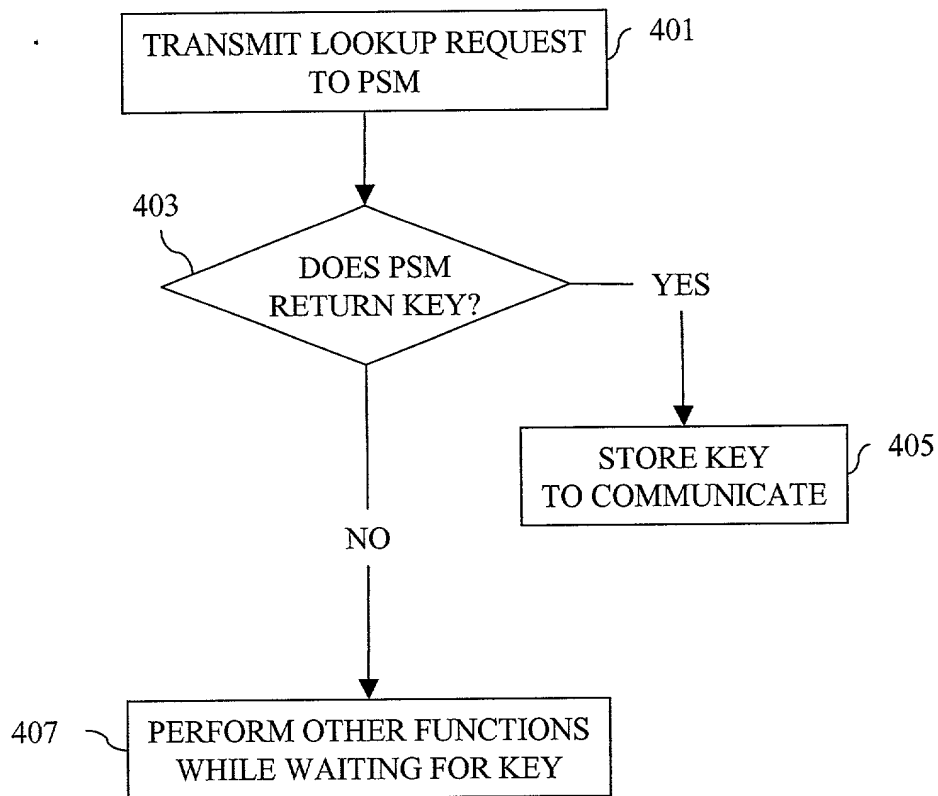 TRANSMIT LOOKUP REQUEST
TO PSM
401
403
DOES PSM
RETURN KEY?
YES
STORE KEY
TO COMMUNICATE
405
NO
407
PERFORM OTHER FUNCTIONS
WHILE WAITING FOR KEY